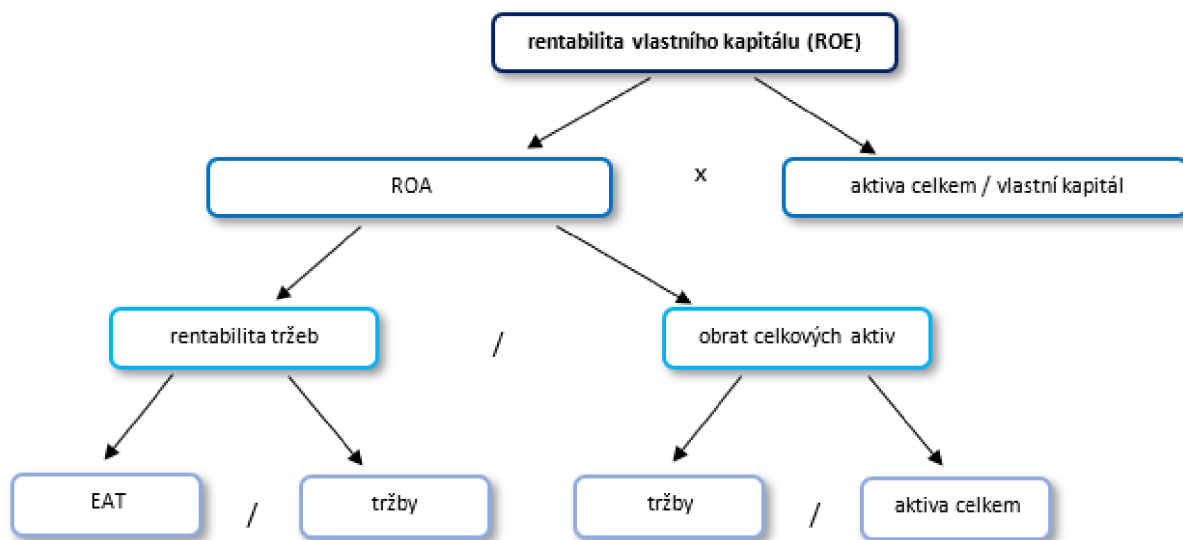 rentabilita vlastního kapitálu (ROE)
ROA
x
aktiva celkem / vlastní kapitál
rentabilita tržeb
/
obrat celkových aktiv
EAT
/
tržby
tržby
/
aktiva celkem